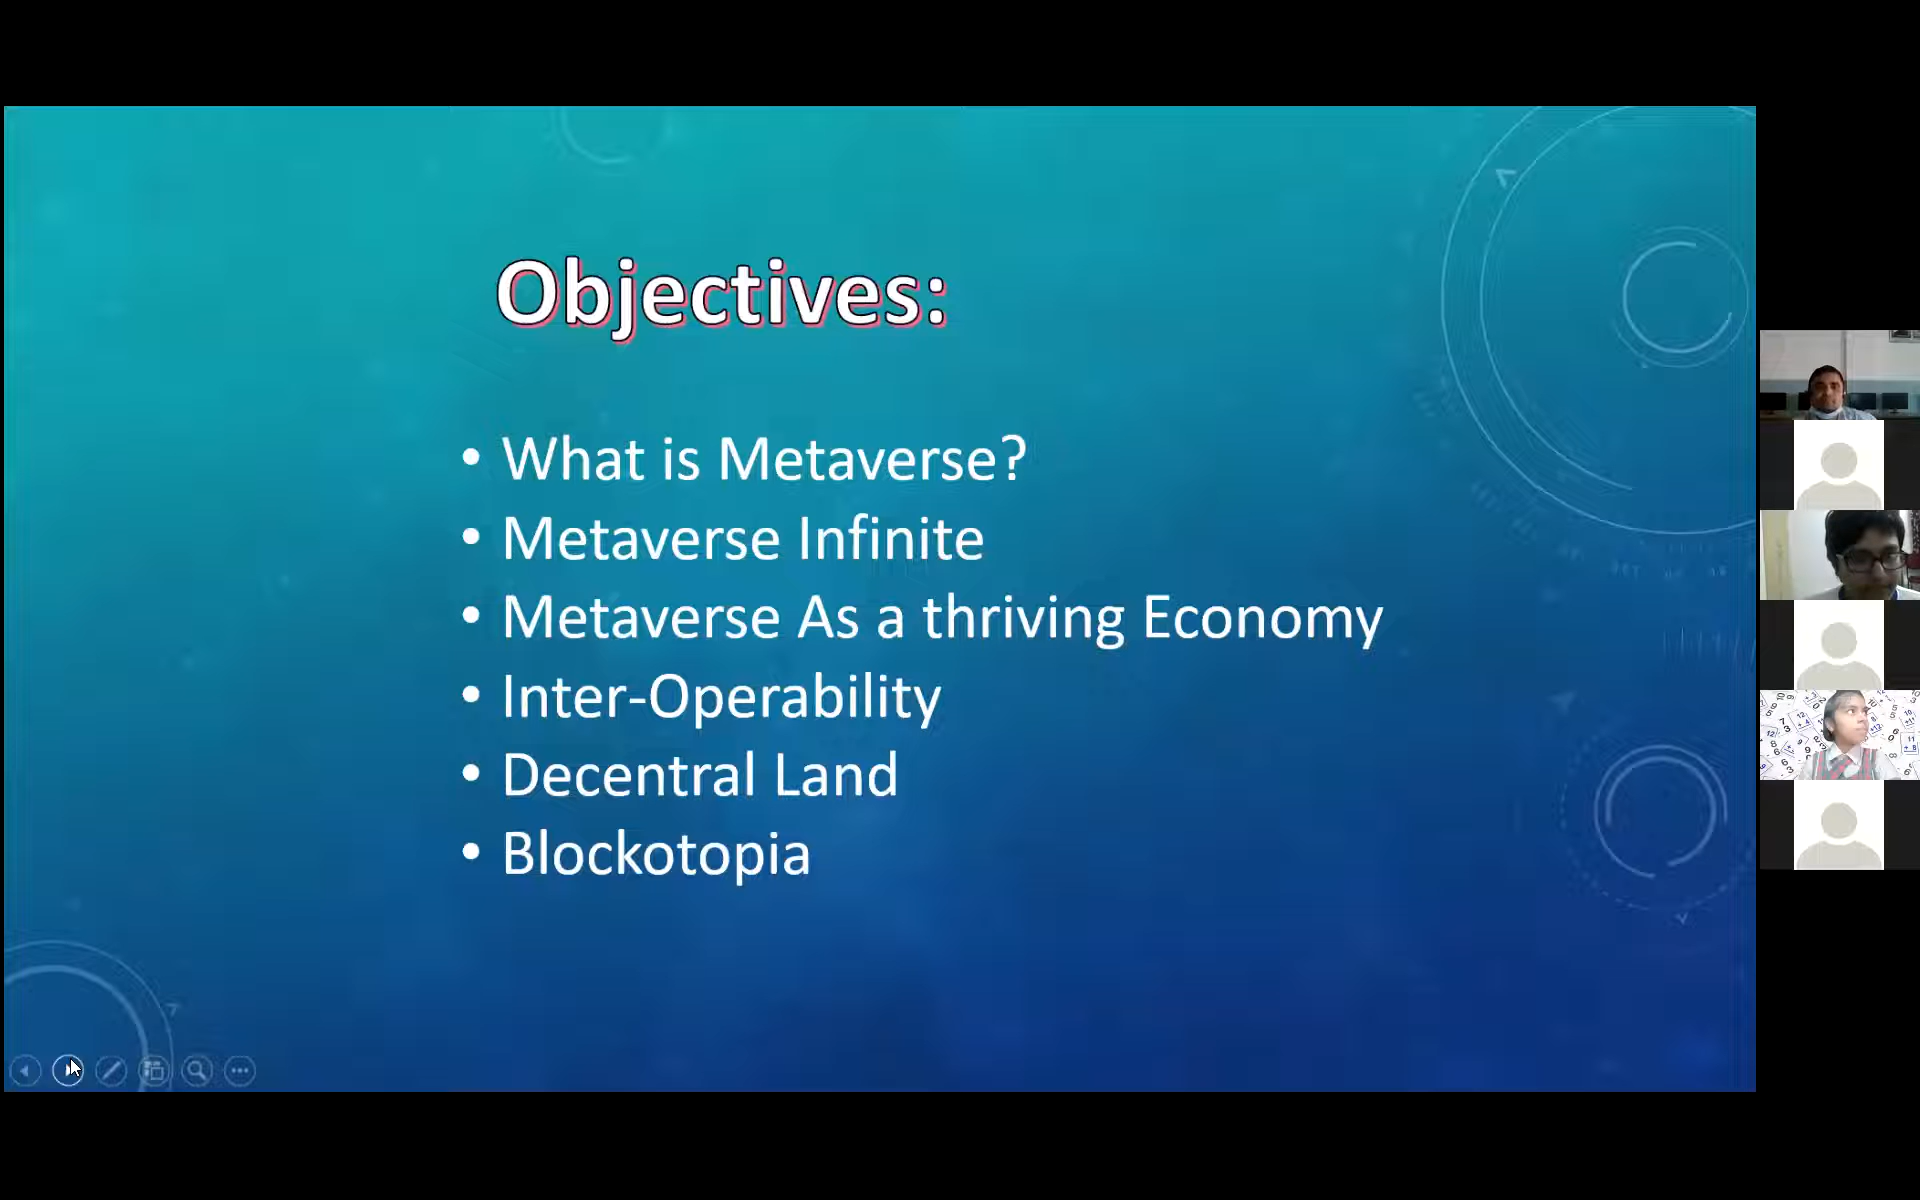 Objectives:
• What is Metaverse?
• Metaverse Infinite
• Metaverse As a thriving Economy
• Inter-Operability
• Decentral Land
• Blockotopia